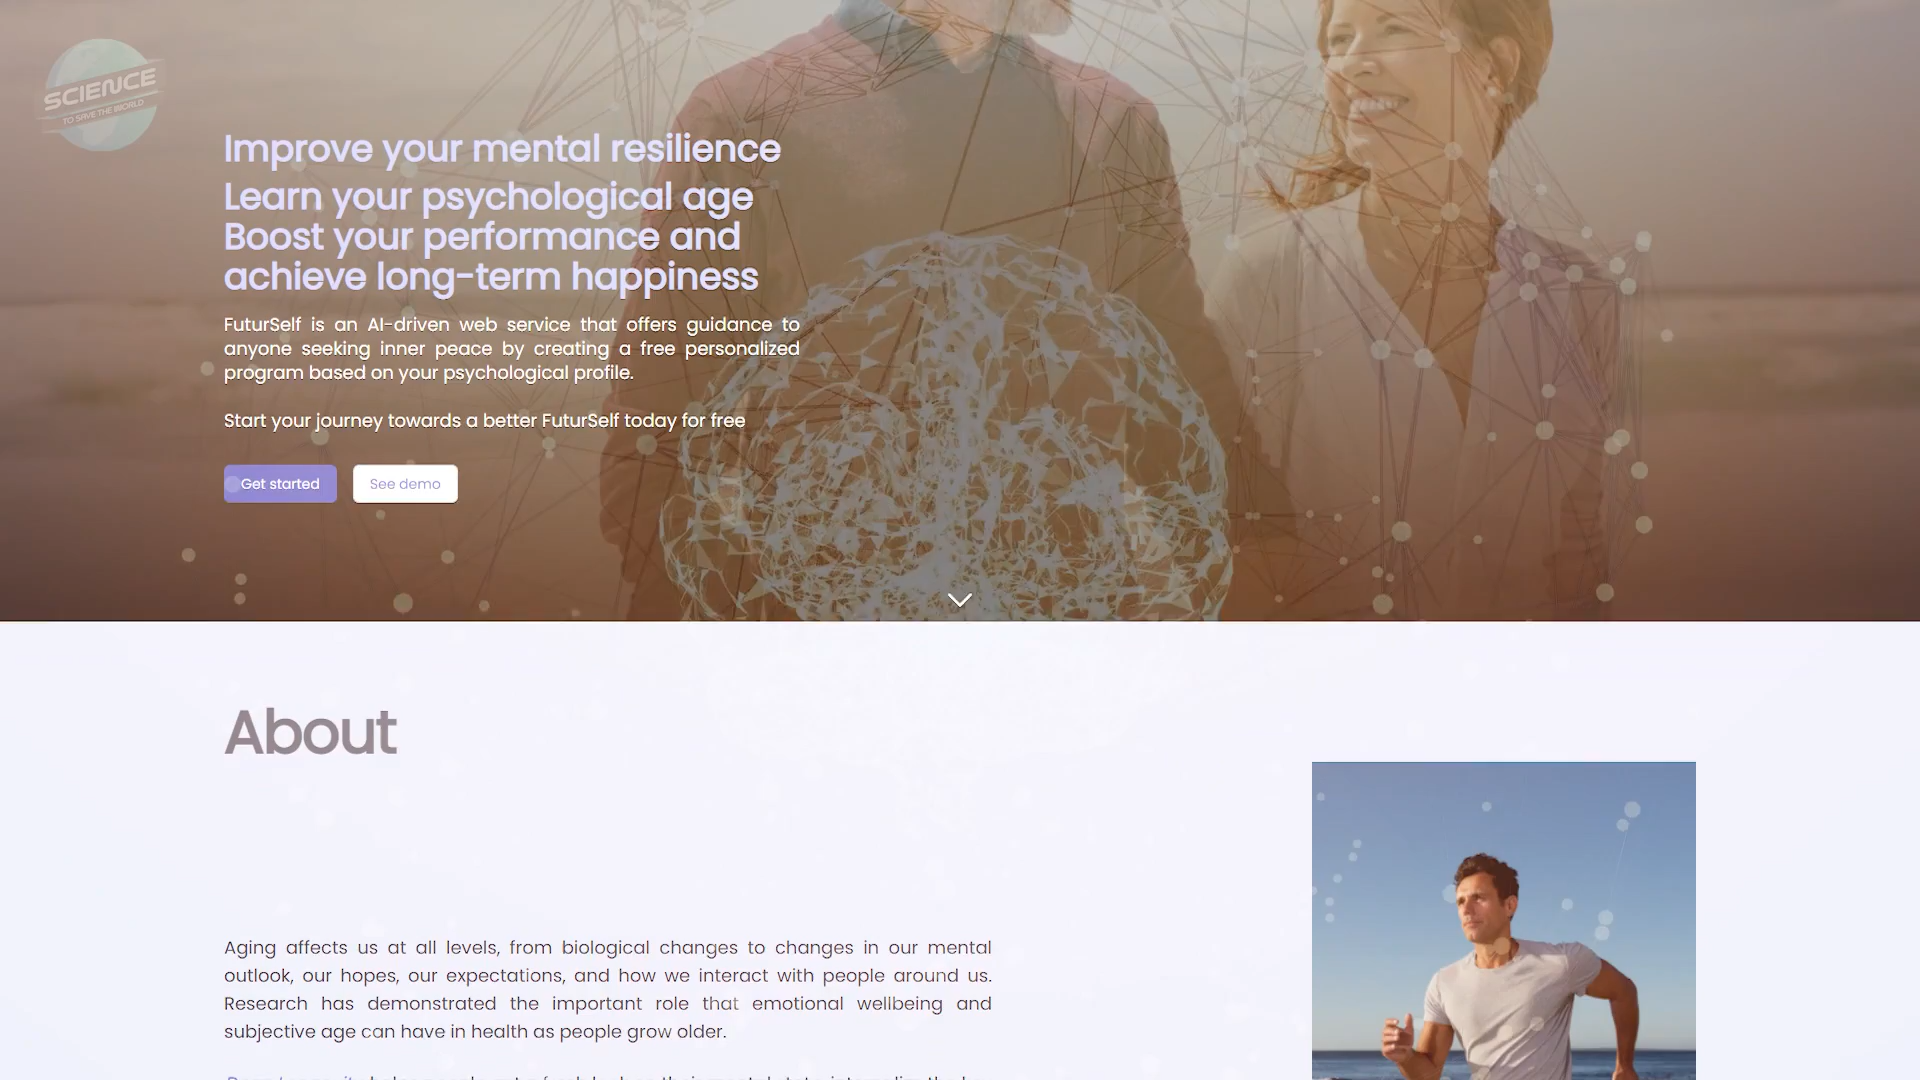 SCIENCE
TO SAVE THE WORLD
Improve your mental resilience
Learn your psychological age
Boost your performance and
achieve long-term happiness
FuturSelf is an AI-driven web service that offers guidance to
anyone seeking inner peace by creating a free personalized
program based on your psychological profile.
Start your journey towards a better FuturSelf today for free
Get started See demo
About
Aging affects us at all levels, from biological changes to changes in our mental
outlook, our hopes, our expectations, and how we interact with people around us.
Research has demonstrated the important role that emotional wellbeing and
subjective age can have in health as people grow older.